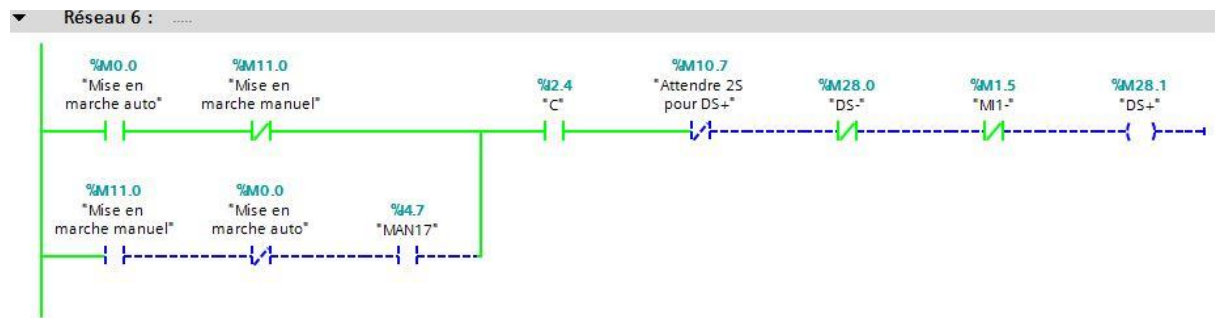 Réseau 6 : .....
%M0.0
"Mise en
marche auto"
%M11.0
"Mise en
marche manuel"
%I2.4
"C"
%M10.7
"Attendre 2S
pour DS+"
%M28.0
"DS-"
%M1.5
"MI1-"
%M28.1
"DS+"
%M11.0
"Mise en
marche manuel"
%M0.0
"Mise en
marche auto"
%I4.7
"MAN17"